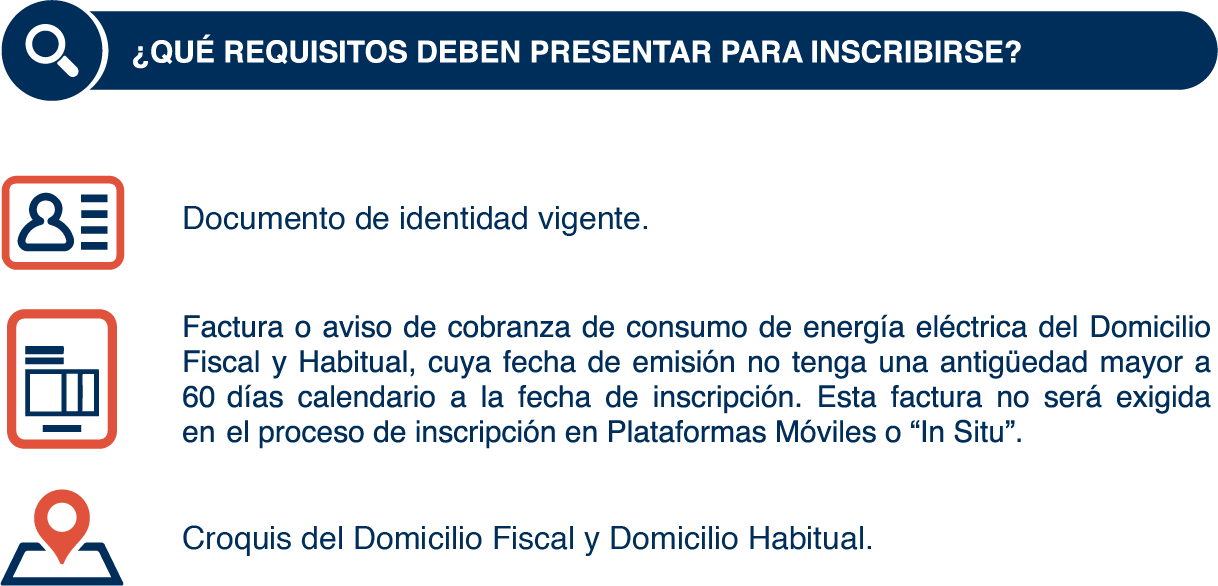 ¿QUÉ REQUISITOS DEBEN PRESENTAR PARA INSCRIBIRSE?
Documento de identidad vigente.
Factura o aviso de cobranza de consumo de energía eléctrica del Domicilio
Fiscal y Habitual, cuya fecha de emisión no tenga una antigüedad mayor a
60 días calendario a la fecha de inscripción. Esta factura no será exigida
en el proceso de inscripción en Plataformas Móviles o “In Situ”.
Croquis del Domicilio Fiscal y Domicilio Habitual.